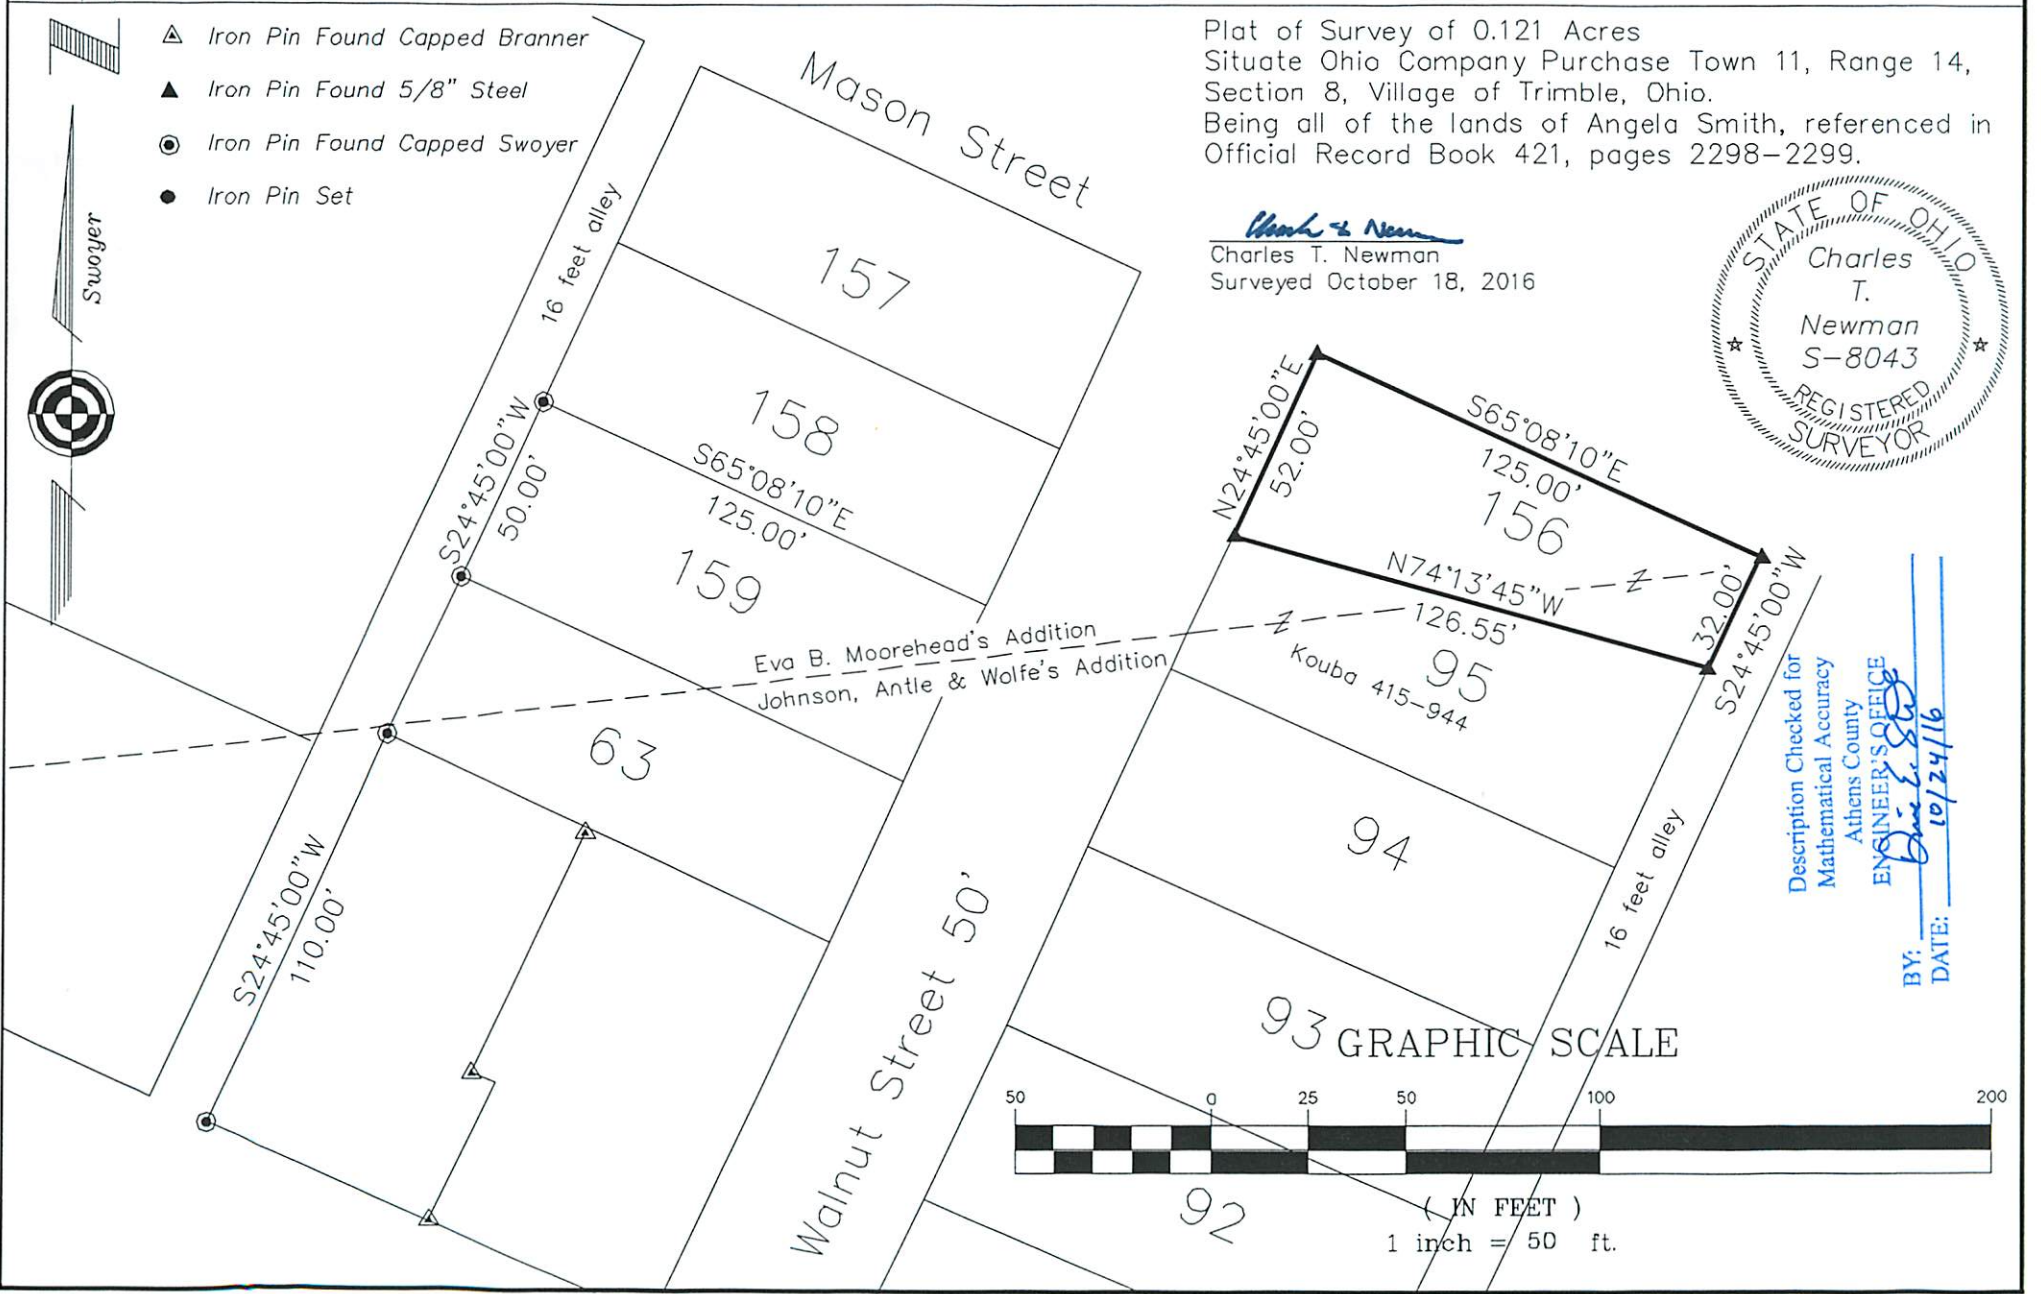 Iron Pin Found Capped Branner
Iron Pin Found 5/8" Steel
Iron Pin Found Capped Swoyer
Iron Pin Set
Swoyer
Plat of Survey of 0.121 Acres
Situate Ohio Company Purchase Town 11, Range 14,
Section 8, Village of Trimble, Ohio.
Being all of the lands of Angela Smith, referenced in
Official Record Book 421, pages 2298-2299.
Charles T. Newman
Surveyed October 18, 2016
STATE OF OHIO
Charles
T.
Newman
S-8043
REGISTERED
SURVEYOR
Mason Street
16 feet alley
157
158
S65°08'10"E
125.00'
159
S24°45'00"W
50.00'
Eva B. Moorehead's Addition
Johnson, Antle & Wolfe's Addition
63
S24°45'00"W
110.00'
Walnut Street 50'
N24°45'00"E
52.00'
S65°08'10"E
125.00'
156
N74°13'45"W
126.55'
32.00'
S24°45'00"W
95
Kouba 415-944
94
16 feet alley
93
92
Description Checked for
Mathematical Accuracy
Athens County
ENGINEER'S OFFICE
BY:
DATE: 10/24/16
GRAPHIC SCALE
50 0 25 50 100 200
( IN FEET )
1 inch = 50 ft.